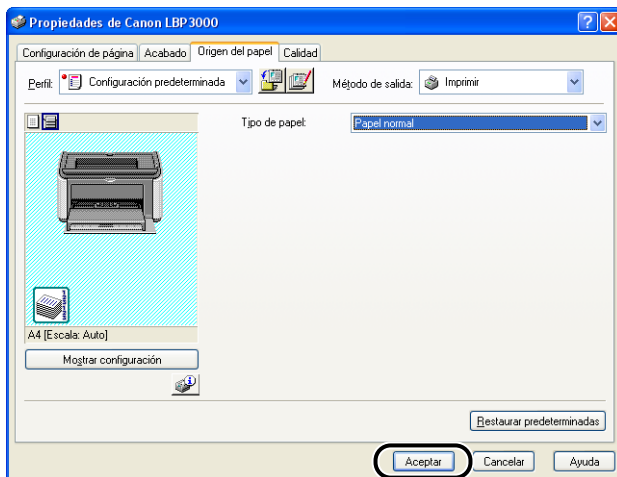 Propiedades de Canon LBP3000
Configuración de página Acabado Origen del papel Calidad
Perfil: Configuración predeterminada Método de salida: Imprimir
Tipo de papel: Papel normal
A4 [Escala: Auto]
Mostrar configuración
Restaurar predeterminadas
Aceptar Cancelar Ayuda